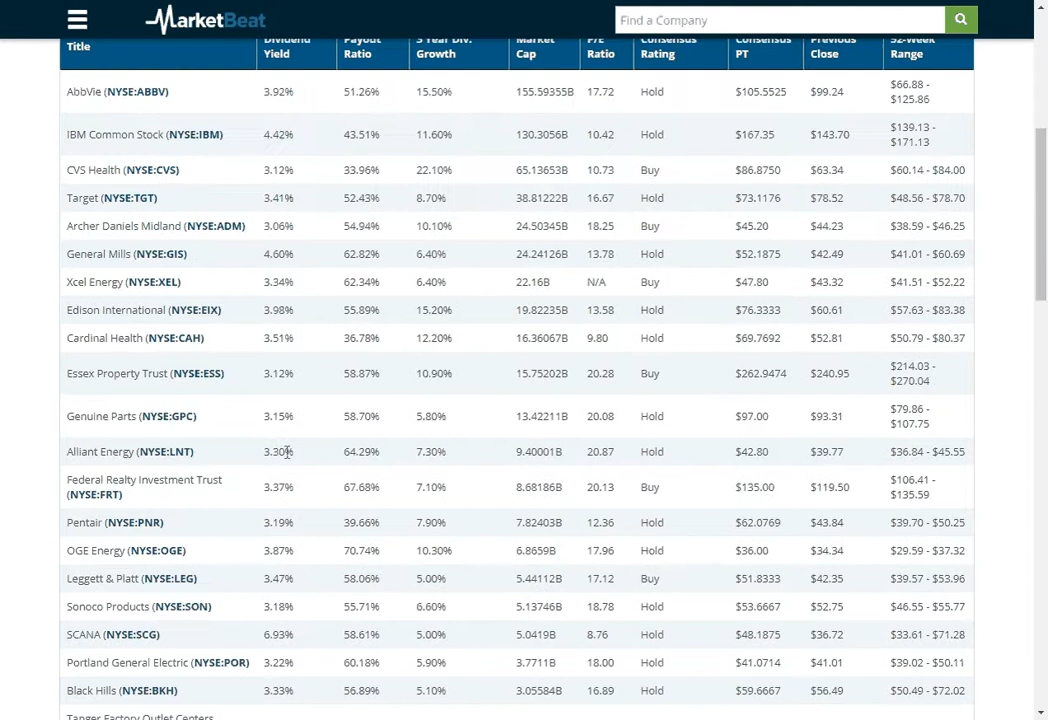 MarketBeat
Find a Company
Title Dividend Yield Payout Ratio 3 Year Div. Growth Market Cap P/E Ratio Consensus Rating Consensus PT Previous Close 52-Week Range
AbbVie (NYSE:ABBV) 3.92% 51.26% 15.50% 155.59355B 17.72 Hold $105.5525 $99.24 $66.88 - $125.86
IBM Common Stock (NYSE:IBM) 4.42% 43.51% 11.60% 130.3056B 10.42 Hold $167.35 $143.70 $139.13 - $171.13
CVS Health (NYSE:CVS) 3.12% 33.96% 22.10% 65.13653B 10.73 Buy $86.8750 $63.34 $60.14 - $84.00
Target (NYSE:TGT) 3.41% 52.43% 8.70% 38.81222B 16.67 Hold $73.1176 $78.52 $48.56 - $78.70
Archer Daniels Midland (NYSE:ADM) 3.06% 54.94% 10.10% 24.50345B 18.25 Buy $45.20 $44.23 $38.59 - $46.25
General Mills (NYSE:GIS) 4.60% 62.82% 6.40% 24.24126B 13.78 Hold $52.1875 $42.49 $41.01 - $60.69
Xcel Energy (NYSE:XEL) 3.34% 62.34% 6.40% 22.16B N/A Buy $47.80 $43.32 $41.51 - $52.22
Edison International (NYSE:EIX) 3.98% 55.89% 15.20% 19.82235B 13.58 Hold $76.3333 $60.61 $57.63 - $83.38
Cardinal Health (NYSE:CAH) 3.51% 36.78% 12.20% 16.36067B 9.80 Hold $69.7692 $52.81 $50.79 - $80.37
Essex Property Trust (NYSE:ESS) 3.12% 58.87% 10.90% 15.75202B 20.28 Buy $262.9474 $240.95 $214.03 - $270.04
Genuine Parts (NYSE:GPC) 3.15% 58.70% 5.80% 13.42211B 20.08 Hold $97.00 $93.31 $79.86 - $107.75
Alliant Energy (NYSE:LNT) 3.30% 64.29% 7.30% 9.40001B 20.87 Hold $42.80 $39.77 $36.84 - $45.55
Federal Realty Investment Trust (NYSE:FRT) 3.37% 67.68% 7.10% 8.68186B 20.13 Buy $135.00 $119.50 $106.41 - $135.59
Pentair (NYSE:PNR) 3.19% 39.66% 7.90% 7.82403B 12.36 Hold $62.0769 $43.84 $39.70 - $50.25
OGE Energy (NYSE:OGE) 3.87% 70.74% 10.30% 6.8659B 17.96 Hold $36.00 $34.34 $29.59 - $37.32
Leggett & Platt (NYSE:LEG) 3.47% 58.06% 5.00% 5.44112B 17.12 Buy $51.8333 $42.35 $39.57 - $53.96
Sonoco Products (NYSE:SON) 3.18% 55.71% 6.60% 5.13746B 18.78 Hold $53.6667 $52.75 $46.55 - $55.77
SCANA (NYSE:SCG) 6.93% 58.61% 5.00% 5.0419B 8.76 Hold $48.1875 $36.72 $33.61 - $71.28
Portland General Electric (NYSE:POR) 3.22% 60.18% 5.90% 3.7711B 18.00 Hold $41.0714 $41.01 $39.02 - $50.11
Black Hills (NYSE:BKH) 3.33% 56.89% 5.10% 3.05584B 16.89 Hold $59.6667 $56.49 $50.49 - $72.02
Tanger Factory Outlet Centers